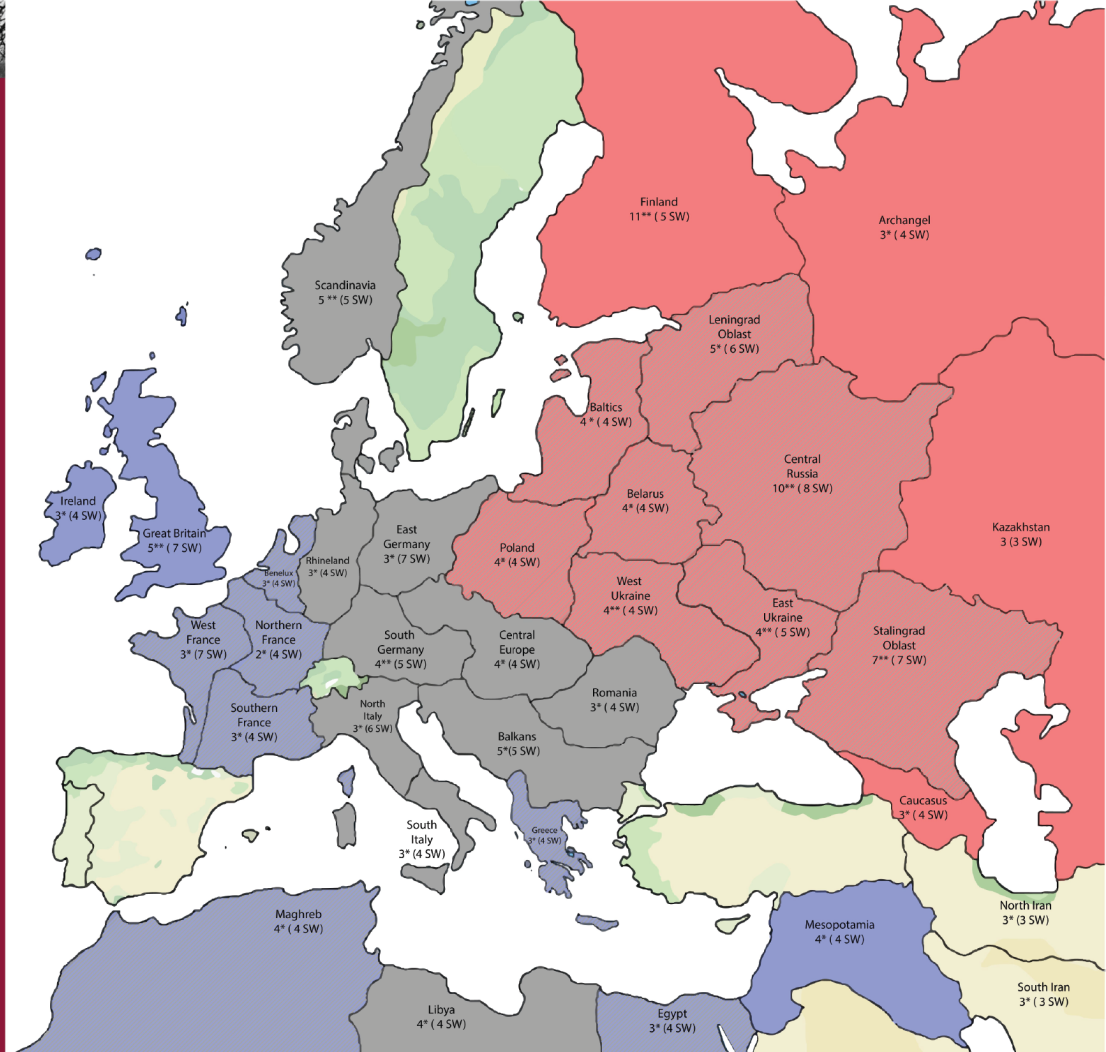 Finland
11** ( 5 SW)
Archangel
3* ( 4 SW)
Scandinavia
5 ** (5 SW)
Leningrad
Oblast
5* ( 6 SW)
Baltics
4 * ( 4 SW)
Central
Russia
10** ( 8 SW)
Belarus
4* (4 SW)
Ireland
3* (4 SW)
Great Britain
5** ( 7 SW)
Kazakhstan
3 (3 SW)
East
Germany
3* (7 SW)
Poland
4* (4 SW)
Rhineland
3* (4 SW)
Benelux
3* (4 SW)
West
Ukraine
4** ( 4 SW)
East
Ukraine
4** ( 5 SW)
West
France
3* (7 SW)
Northern
France
2* (4 SW)
South
Germany
4** (5 SW)
Central
Europe
4* (4 SW)
Stalingrad
Oblast
7** ( 7 SW)
Romania
3* ( 4 SW)
Southern
France
3* (4 SW)
North
Italy
3* (6 SW)
Balkans
5*(5 SW)
Caucasus
3* ( 4 SW)
South
Italy
3* (4 SW)
Greece
3* (4 SW)
North Iran
3* (3 SW)
Maghreb
4* ( 4 SW)
Mesopotamia
4* ( 4 SW)
South Iran
3* ( 3 SW)
Libya
4* ( 4 SW)
Egypt
3* (4 SW)